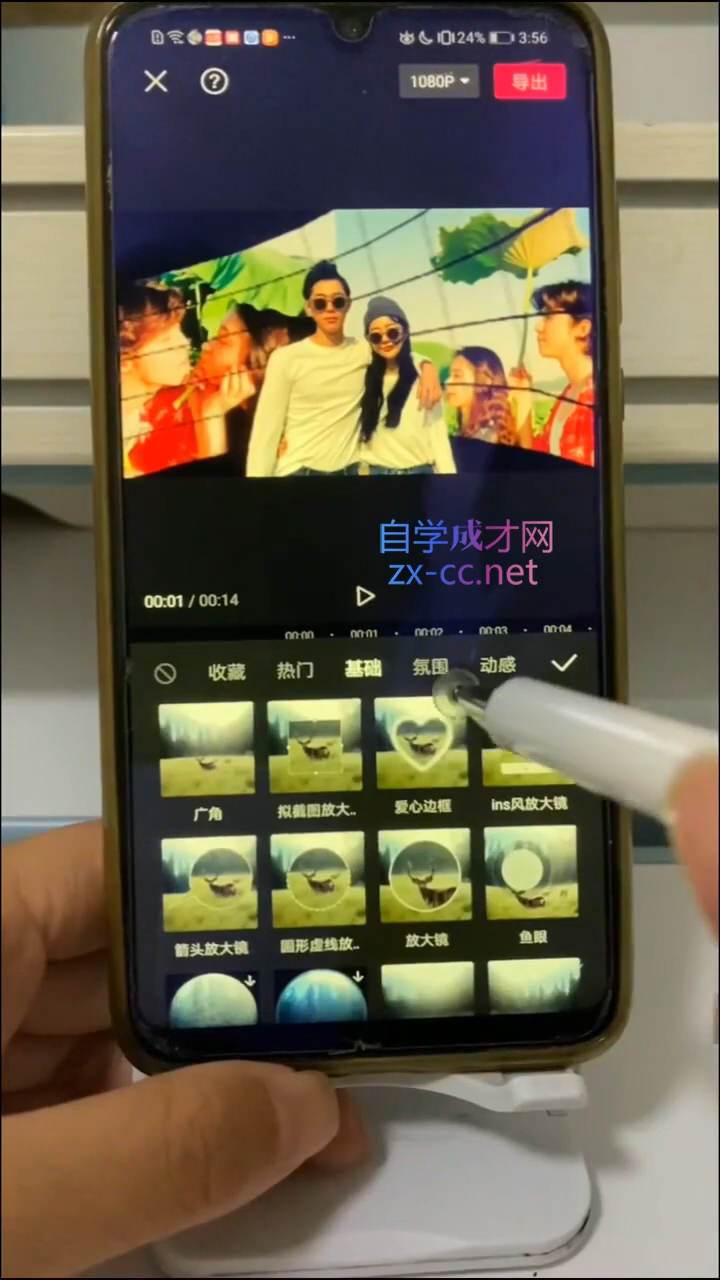 24% 3:56
1080P 导出
自学成才网
zx-cc.net
00:01 / 00:14
00:00 · 00:01 · 00:02 · 00:03 · 00:04
收藏 热门 基础 氛围 动感
广角 拟截图放大.. 爱心边框 ins风放大镜
箭头放大镜 圆形虚线放.. 放大镜 鱼眼